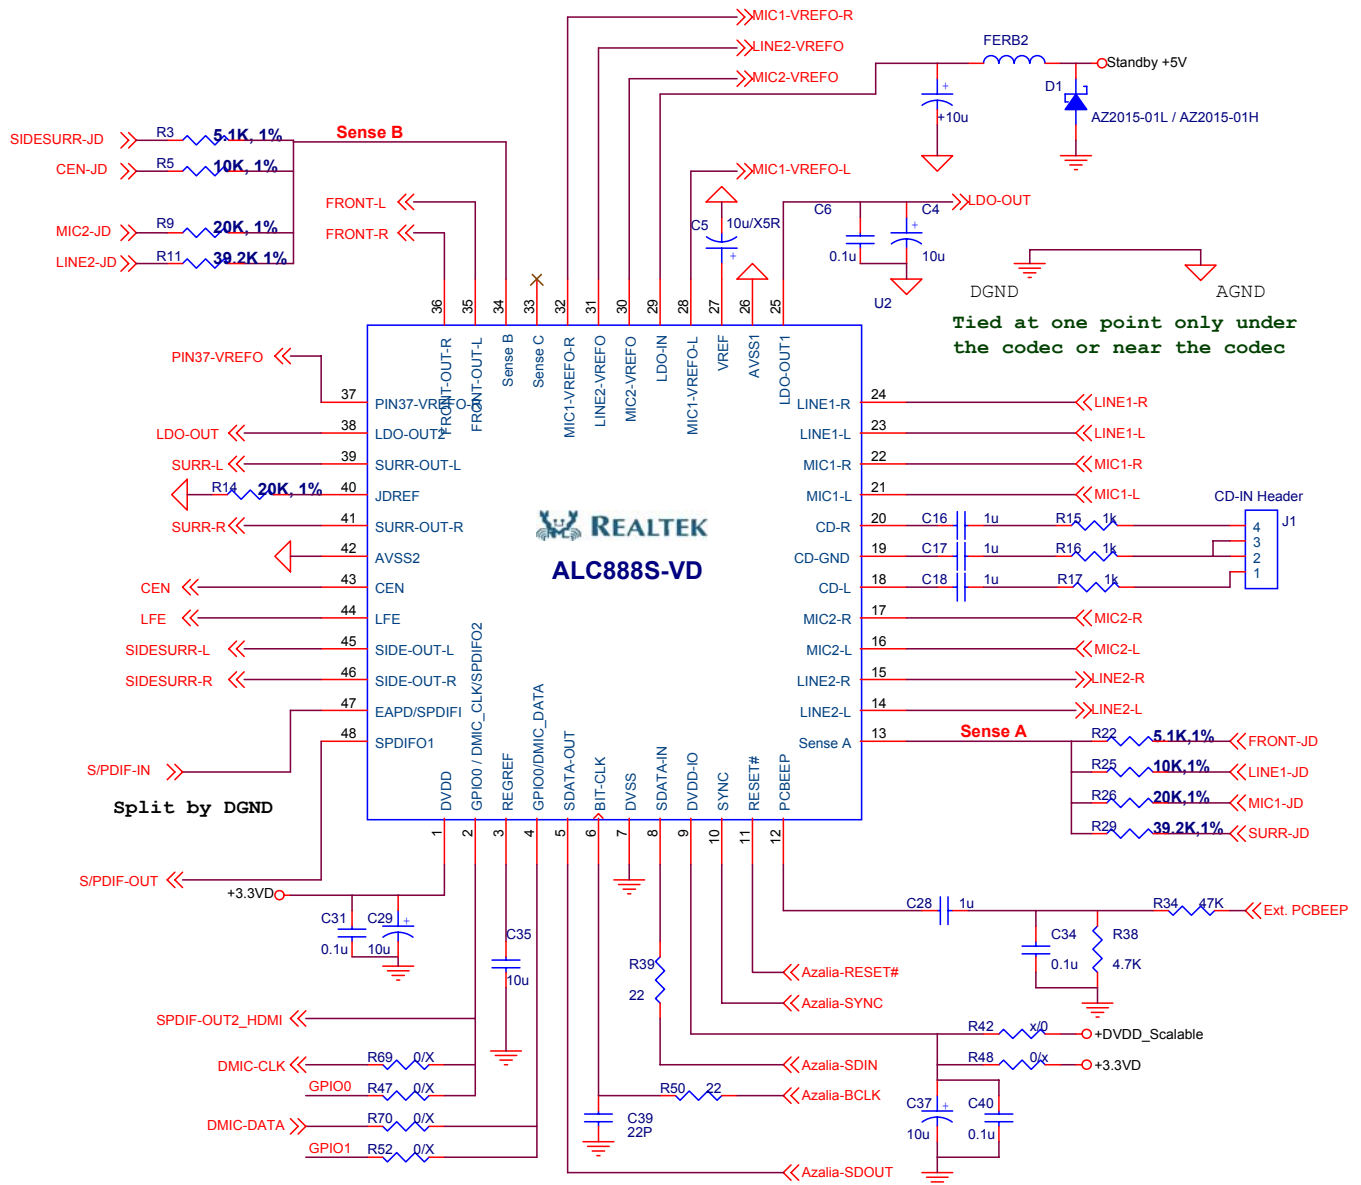 MIC1-VREFO-R
LINE2-VREFO
MIC2-VREFO
FERB2
Standby +5V
D1
+
+10u
AZ2015-01L / AZ2015-01H
SIDESURR-JD
R3
5.1K, 1%
Sense B
CEN-JD
R5
10K, 1%
MIC2-JD
R9
20K, 1%
LINE2-JD
R11
39.2K 1%
FRONT-L
FRONT-R
MIC1-VREFO-L
C5
10u/X5R
+
C6
0.1u
C4
+
10u
LDO-OUT
U2
DGND
AGND
Tied at one point only under
the codec or near the codec
36
35
34
33
32
31
30
29
28
27
26
25
FRONT-OUT-R
FRONT-OUT-L
Sense B
Sense C
MIC1-VREFO-R
LINE2-VREFO
MIC2-VREFO
LDO-IN
MIC1-VREFO-L
VREF
AVSS1
LDO-OUT1
PIN37-VREFO
37
PIN37-VREFO-R
LDO-OUT
38
LDO-OUT2
SURR-L
39
SURR-OUT-L
R14
20K, 1%
40
JDREF
SURR-R
41
SURR-OUT-R
42
AVSS2
CEN
43
CEN
LFE
44
LFE
SIDESURR-L
45
SIDE-OUT-L
SIDESURR-R
46
SIDE-OUT-R
47
EAPD/SPDIFI
48
SPDIFO1
S/PDIF-IN
Split by DGND
S/PDIF-OUT
REALTEK
ALC888S-VD
LINE1-R
24
LINE1-R
LINE1-L
23
LINE1-L
MIC1-R
22
MIC1-R
MIC1-L
21
MIC1-L
CD-R
20
C16
1u
R15
1k
CD-GND
19
C17
1u
R16
1k
CD-L
18
C18
1u
R17
1k
CD-IN Header
J1
4
3
2
1
MIC2-R
17
MIC2-R
MIC2-L
16
MIC2-L
LINE2-R
15
LINE2-R
LINE2-L
14
LINE2-L
Sense A
13
Sense A
R22
5.1K,1%
FRONT-JD
R25
10K,1%
LINE1-JD
R26
20K,1%
MIC1-JD
R29
39.2K,1%
SURR-JD
DVDD
GPIO0 / DMIC_CLK/SPDIFO2
REGREF
GPIO0/DMIC_DATA
SDATA-OUT
BIT-CLK
DVSS
SDATA-IN
DVDD-IO
SYNC
RESET#
PCBEEP
1
2
3
4
5
6
7
8
9
10
11
12
+3.3VD
C31
0.1u
C29
+
10u
C35
10u
R39
22
C28
1u
R34
47K
Ext. PCBEEP
C34
0.1u
R38
4.7K
Azalia-RESET#
Azalia-SYNC
SPDIF-OUT2_HDMI
R42
x/0
+DVDD_Scalable
DMIC-CLK
R69
0/X
Azalia-SDIN
R48
0/x
+3.3VD
GPIO0
R47
0/X
R50
22
Azalia-BCLK
DMIC-DATA
R70
0/X
C39
22P
C37
+
10u
C40
0.1u
GPIO1
R52
0/X
Azalia-SDOUT